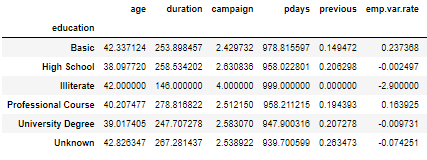 age duration campaign pdays previous emp.var.rate
education
Basic 42.337124 253.898457 2.429732 978.815597 0.149472 0.237368
High School 38.097720 258.534202 2.630836 958.022801 0.206298 -0.002497
Illiterate 42.000000 146.000000 4.000000 999.000000 0.000000 -2.900000
Professional Course 40.207477 278.816822 2.512150 958.211215 0.194393 0.163925
University Degree 39.017405 247.707278 2.583070 947.900316 0.207278 -0.009731
Unknown 42.826347 267.281437 2.538922 939.700599 0.263473 -0.074251